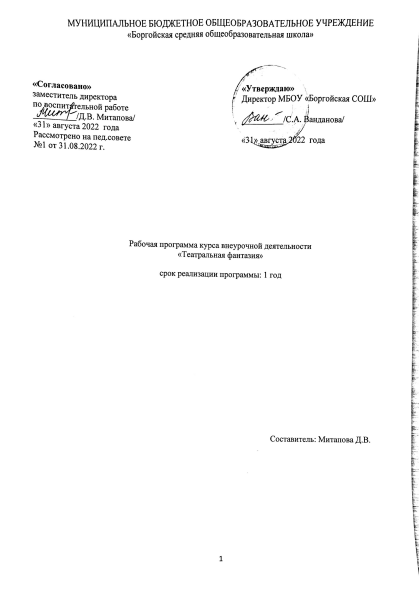 МУНИЦИПАЛЬНОЕ БЮДЖЕТНОЕ ОБЩЕОБРАЗОВАТЕЛЬНОЕ УЧРЕЖДЕНИЕ
«Боргойская средняя общеобразовательная школа»
«Согласовано»
заместитель директора
по воспитательной работе
/Д.В. Митапова/
«31» августа 2022 года
Рассмотрено на пед.совете
№1 от 31.08.2022 г.
«Утверждаю»
Директор МБОУ «Боргойская СОШ»
/С.А. Ванданова/
«31» августа 2022 года
Рабочая программа курса внеурочной деятельности
«Театральная фантазия»
срок реализации программы: 1 год
Составитель: Митапова Д.В.
1